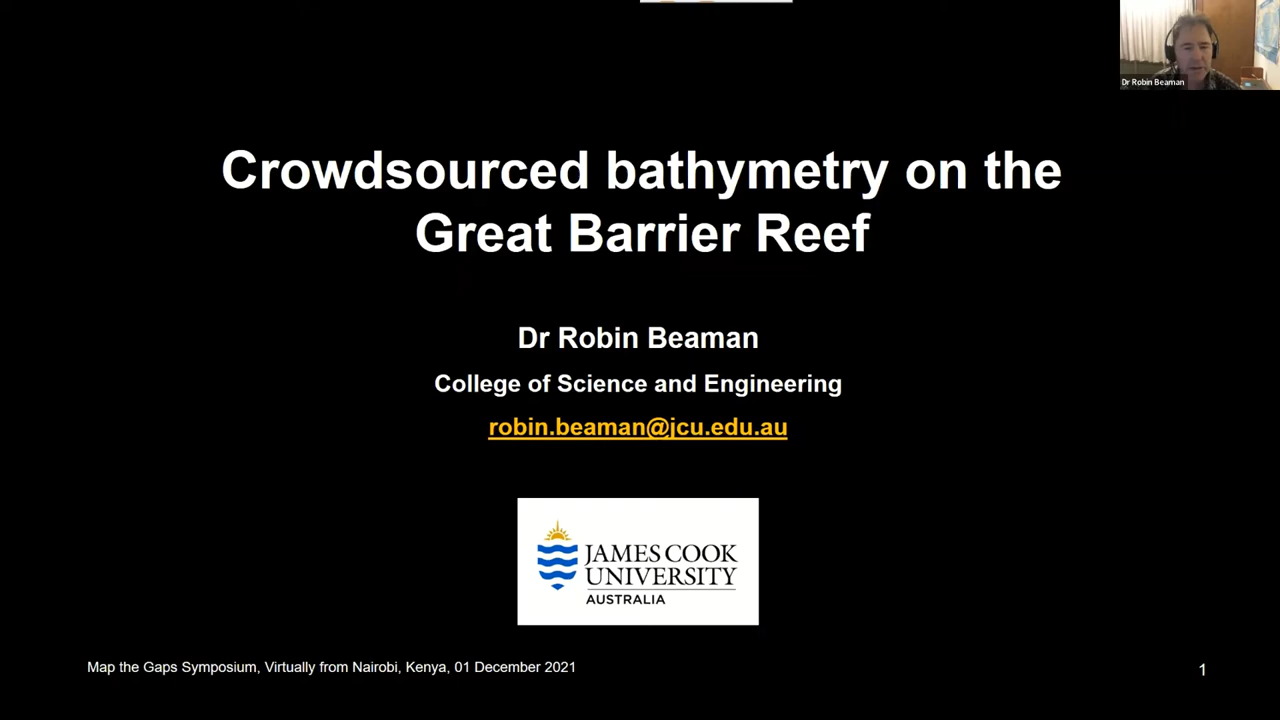 Dr Robin Beaman
Crowdsourced bathymetry on the
Great Barrier Reef
Dr Robin Beaman
College of Science and Engineering
robin.beaman@jcu.edu.au
JAMES COOK
UNIVERSITY
AUSTRALIA
Map the Gaps Symposium, Virtually from Nairobi, Kenya, 01 December 2021
1